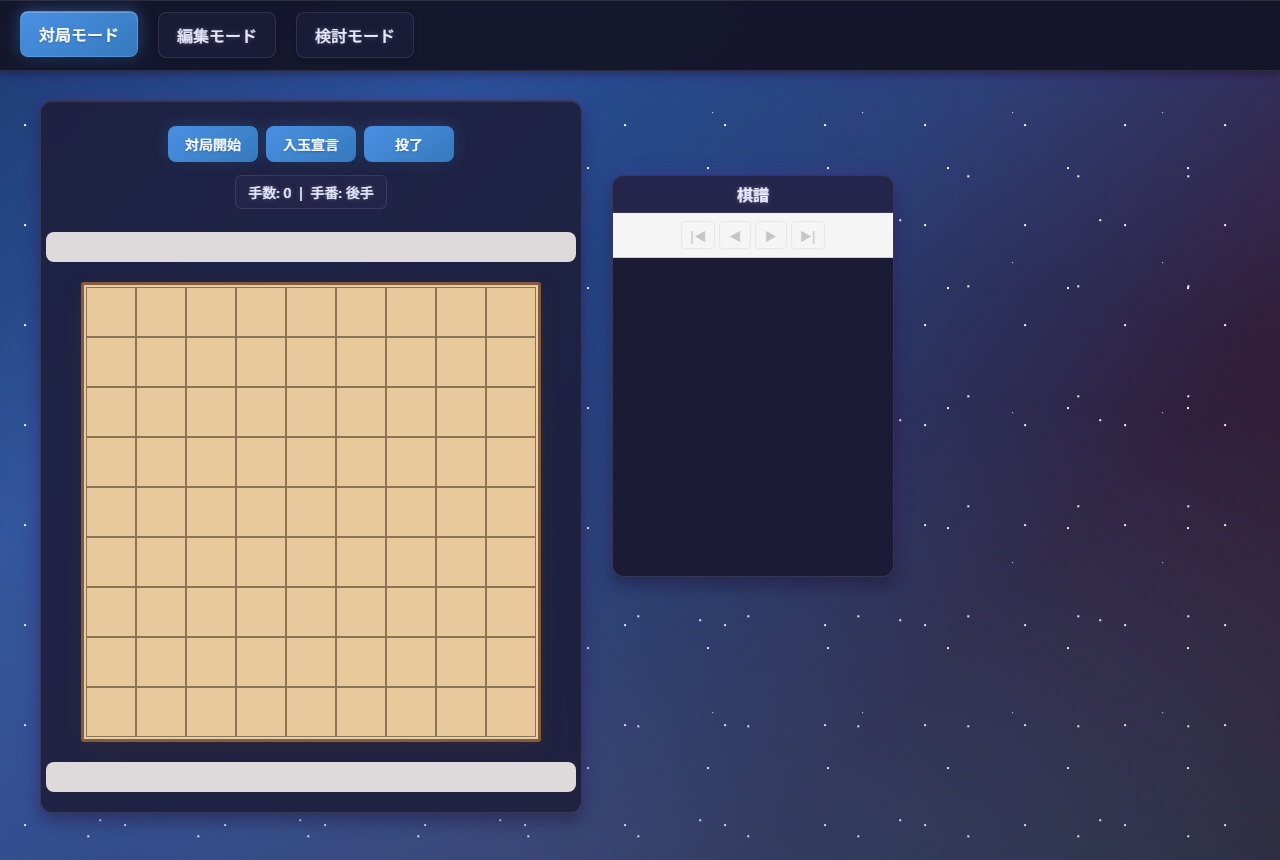 対局モード 編集モード 検討モード
対局開始 入玉宣言 投了
手数: 0 | 手番: 後手
棋譜
|◀ ◀ ▶ ▶|